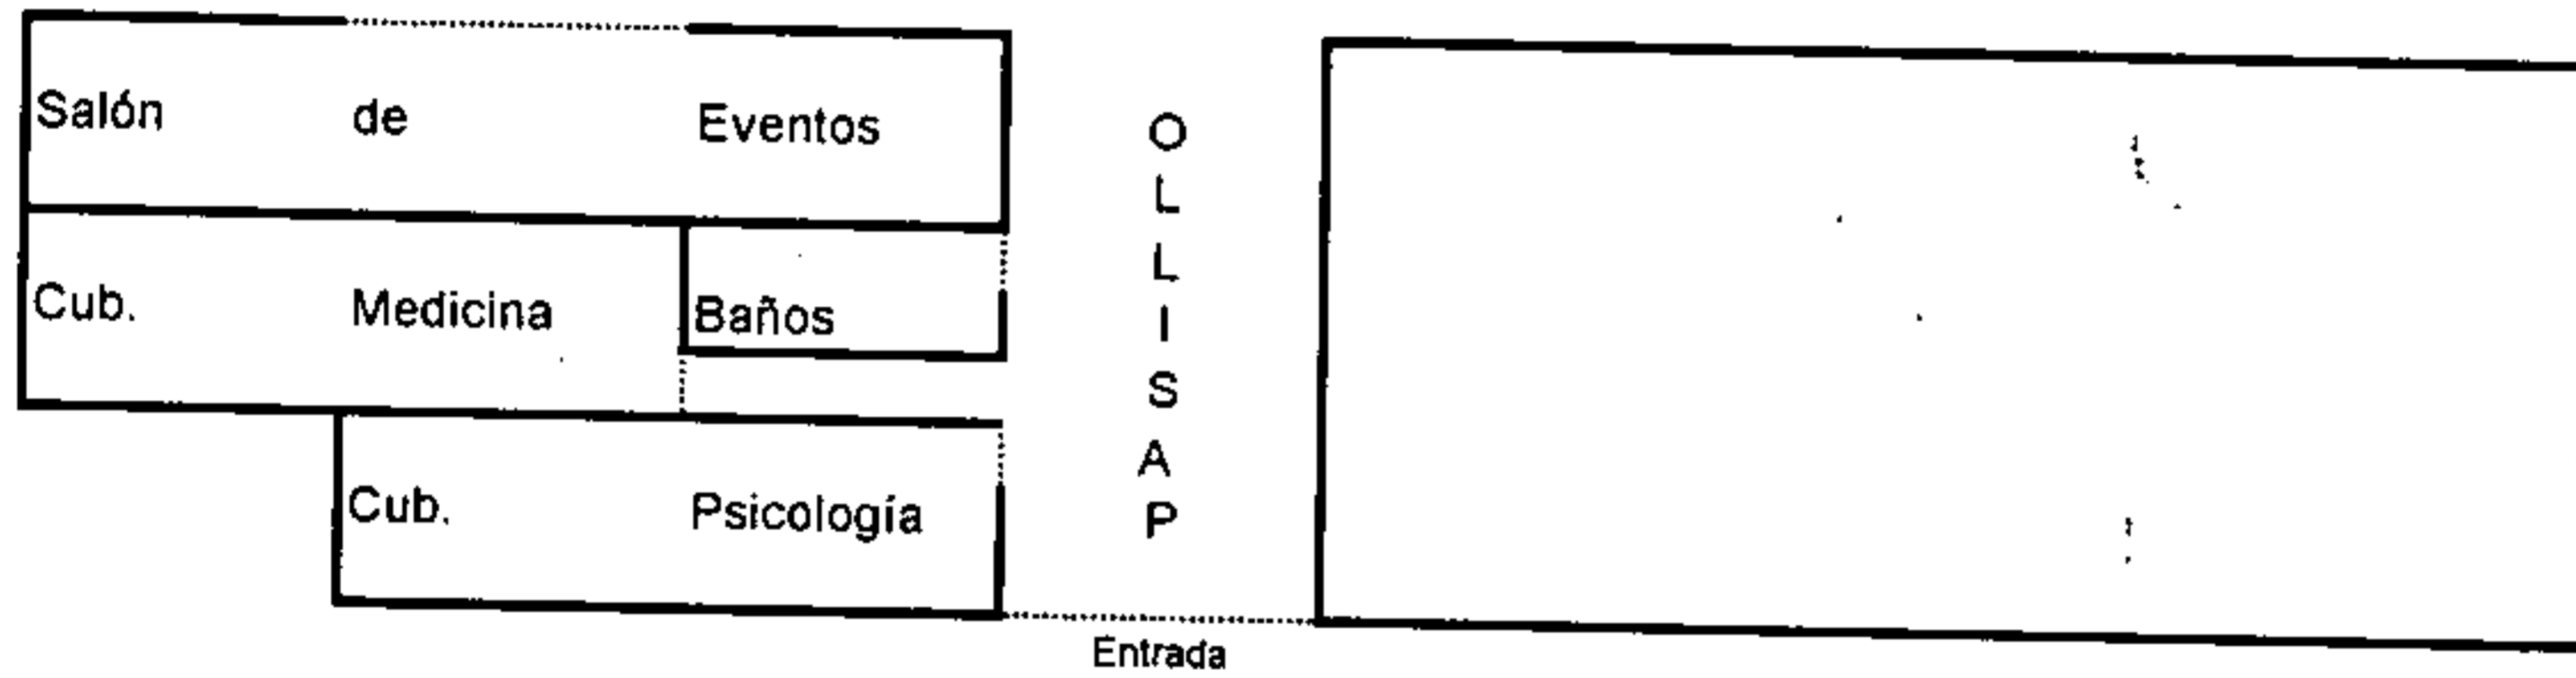 Salón de Eventos
Cub. Medicina
Baños
Cub. Psicología
O
L
L
I
S
A
P
Entrada